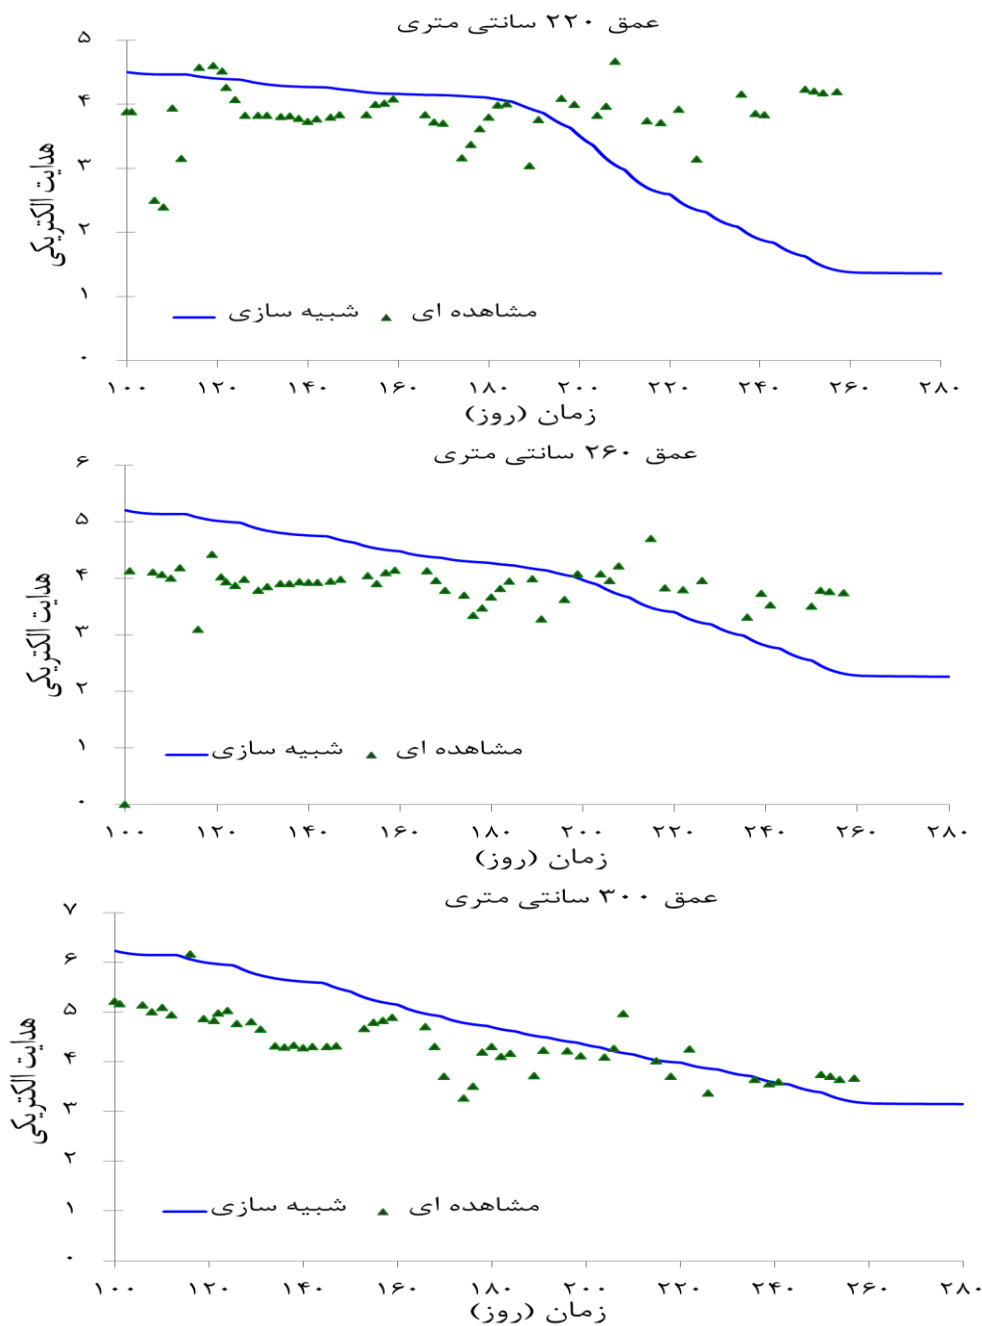 عمق ۲۲۰ سانتی متری
هدایت الکتریکی
۵
۴
۳
۲
۱
۰
شبیه سازی مشاهده ای
۱۰۰ ۱۲۰ ۱۴۰ ۱۶۰ ۱۸۰ ۲۰۰ ۲۲۰ ۲۴۰ ۲۶۰ ۲۸۰
زمان (روز)
عمق ۲۶۰ سانتی متری
هدایت الکتریکی
۶
۵
۴
۳
۲
۱
۰
شبیه سازی مشاهده ای
۱۰۰ ۱۲۰ ۱۴۰ ۱۶۰ ۱۸۰ ۲۰۰ ۲۲۰ ۲۴۰ ۲۶۰ ۲۸۰
زمان (روز)
عمق ۳۰۰ سانتی متری
هدایت الکتریکی
۷
۶
۵
۴
۳
۲
۱
۰
شبیه سازی مشاهده ای
۱۰۰ ۱۲۰ ۱۴۰ ۱۶۰ ۱۸۰ ۲۰۰ ۲۲۰ ۲۴۰ ۲۶۰ ۲۸۰
زمان (روز)